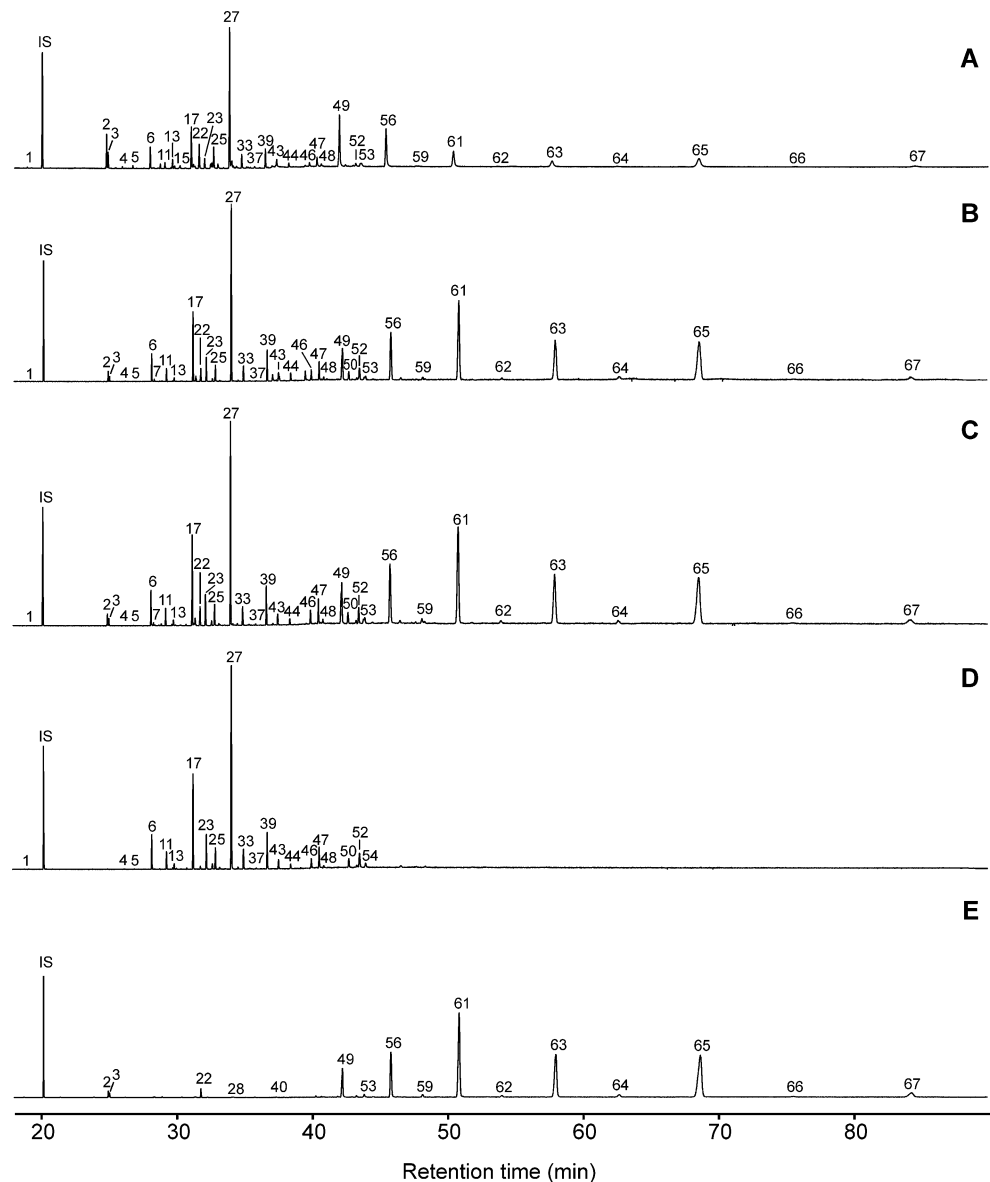 A
IS 27
2 3 17 23 49 56
1 4 5 6 11 13 15 22 25 33 37 39 43 44 46 47 48 52 53 59 61 62 63 64 65 66 67
B
IS 27
17 61
1 2 3 4 5 6 7 11 13 22 23 25 33 37 39 43 44 46 47 48 49 50 52 53 56 59 62 63 64 65 66 67
C
IS 27
17 61
1 2 3 4 5 6 7 11 13 22 23 25 33 37 39 43 44 46 47 48 49 50 52 53 56 59 62 63 64 65 66 67
D
IS 27
17
1 4 5 6 11 13 23 25 33 37 39 43 44 46 47 48 50 52 54
E
IS
2 3 22 28 40 49 53 56 59 61 62 63 64 65 66 67
20 30 40 50 60 70 80
Retention time (min)